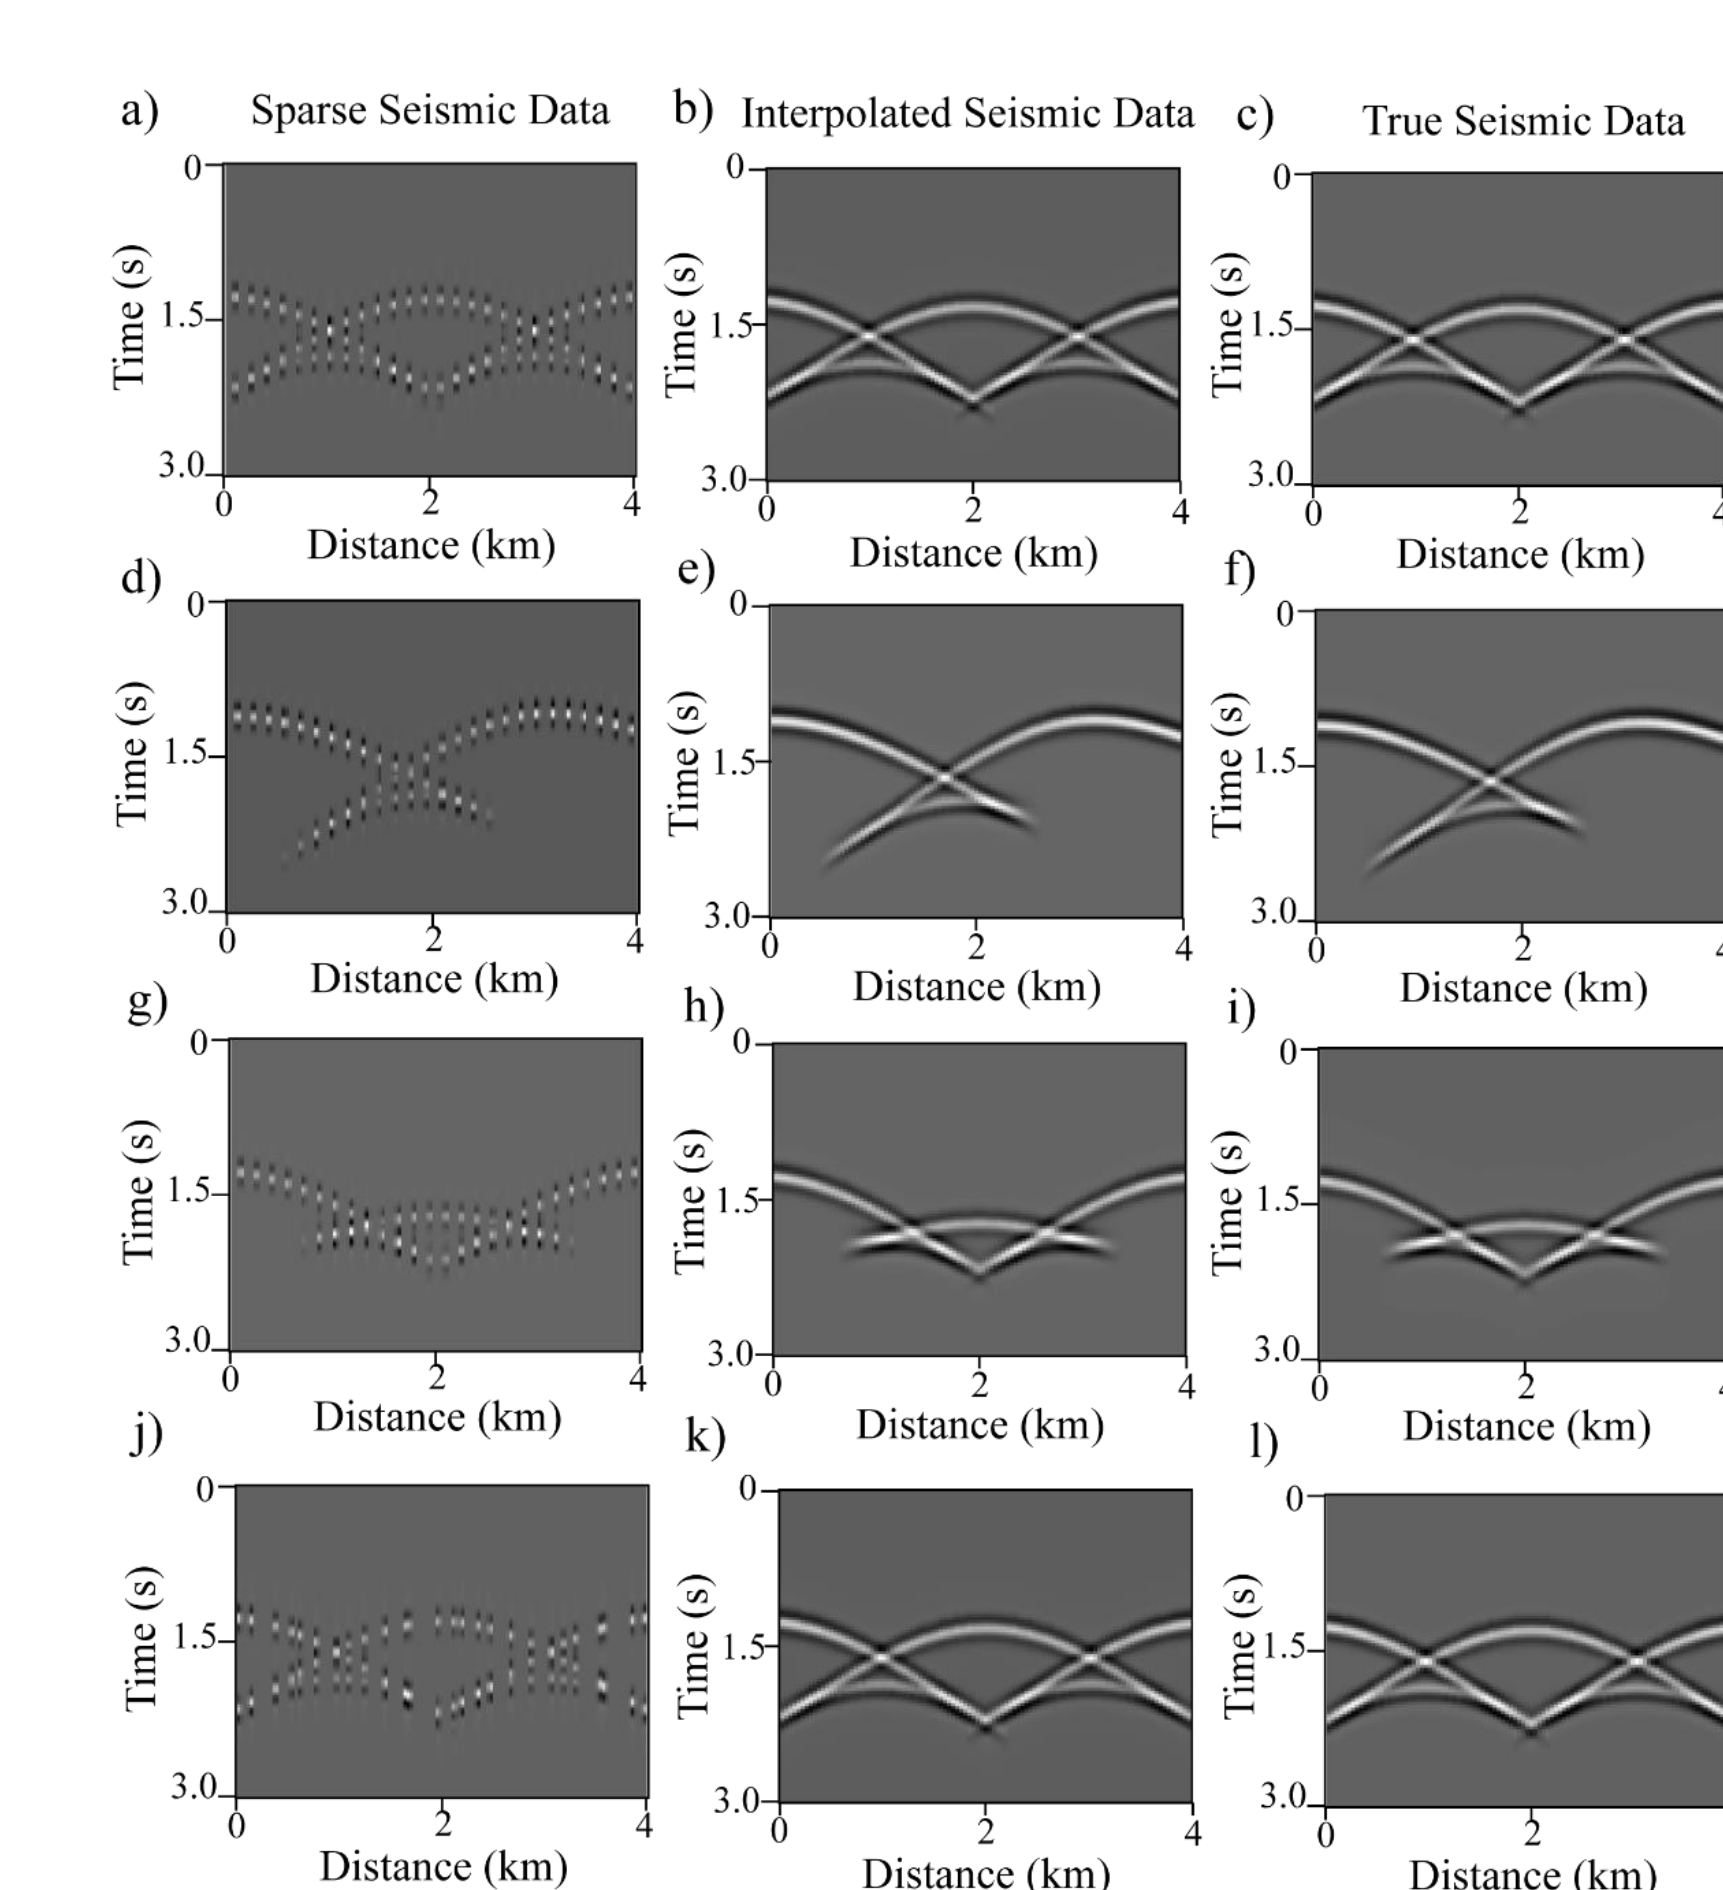 a) Sparse Seismic Data b) Interpolated Seismic Data c) True Seismic Data
0 0 0
Time (s) Time (s) Time (s)
1.5 1.5 1.5
3.0 3.0 3.0
0 2 4 0 2 4 0 2 4
Distance (km) Distance (km) Distance (km)
d) e) f)
0 0 0
Time (s) Time (s) Time (s)
1.5 1.5 1.5
3.0 3.0 3.0
0 2 4 0 2 4 0 2
Distance (km) Distance (km) Distance (km)
g) h) i)
0 0 0
Time (s) Time (s) Time (s)
1.5 1.5 1.5
3.0 3.0 3.0
0 2 4 0 2 4 0 2 4
Distance (km) Distance (km) Distance (km)
j) k) l)
0 0 0
Time (s) Time (s) Time (s)
1.5 1.5 1.5
3.0 3.0 3.0
0 2 4 0 2 4 0 2
Distance (km) Distance (km) Distance (km)